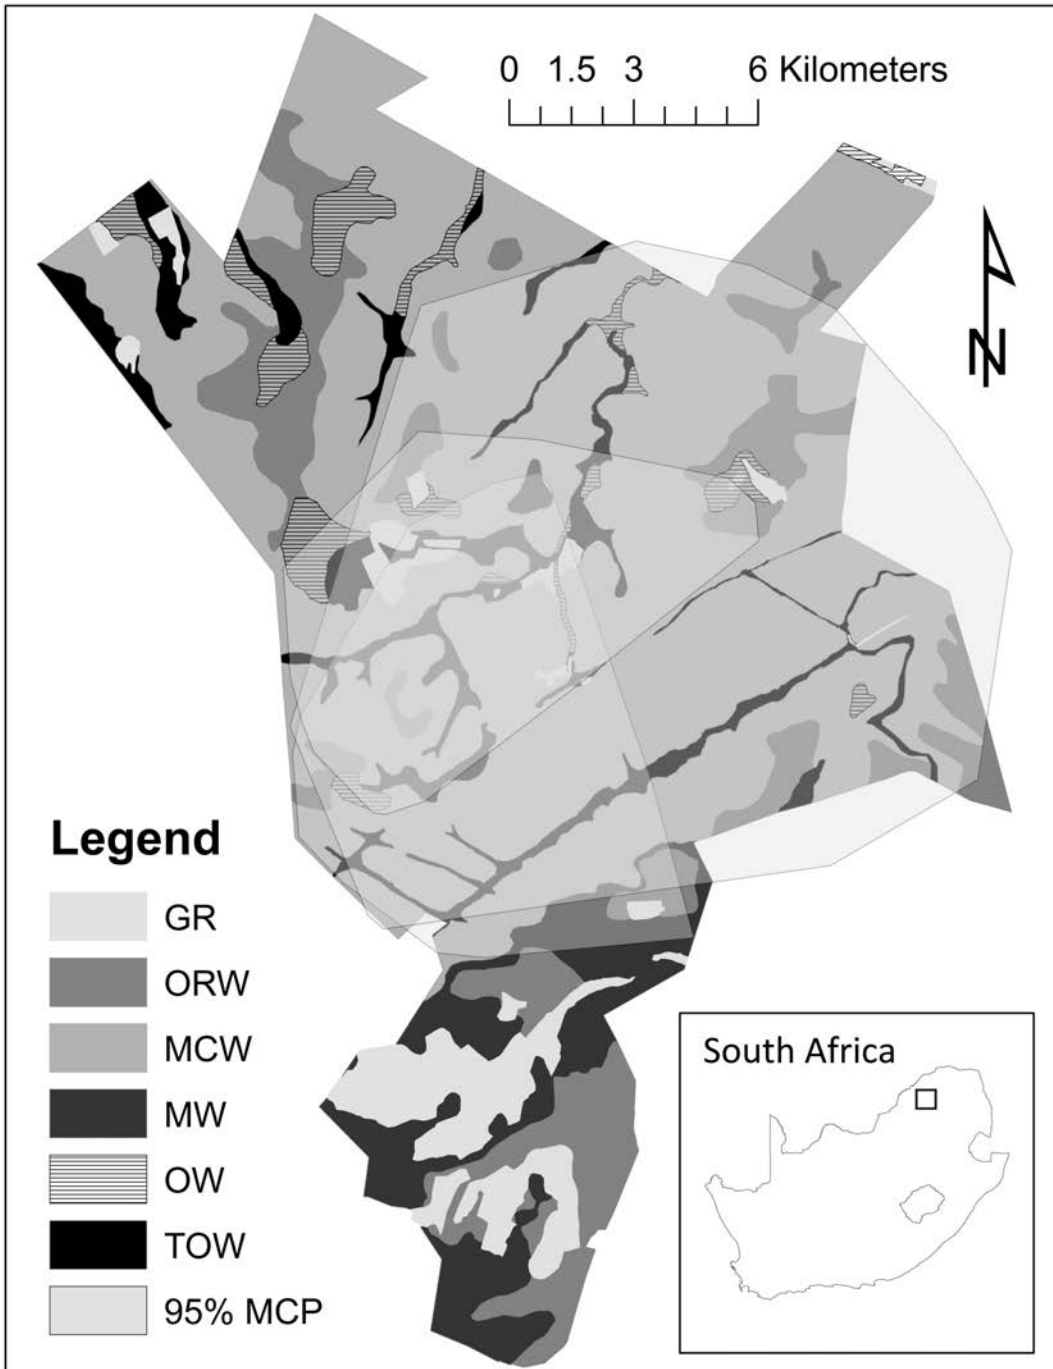 0 1.5 3 6 Kilometers
N
Legend
GR
ORW
MCW
MW
OW
TOW
95% MCP
South Africa